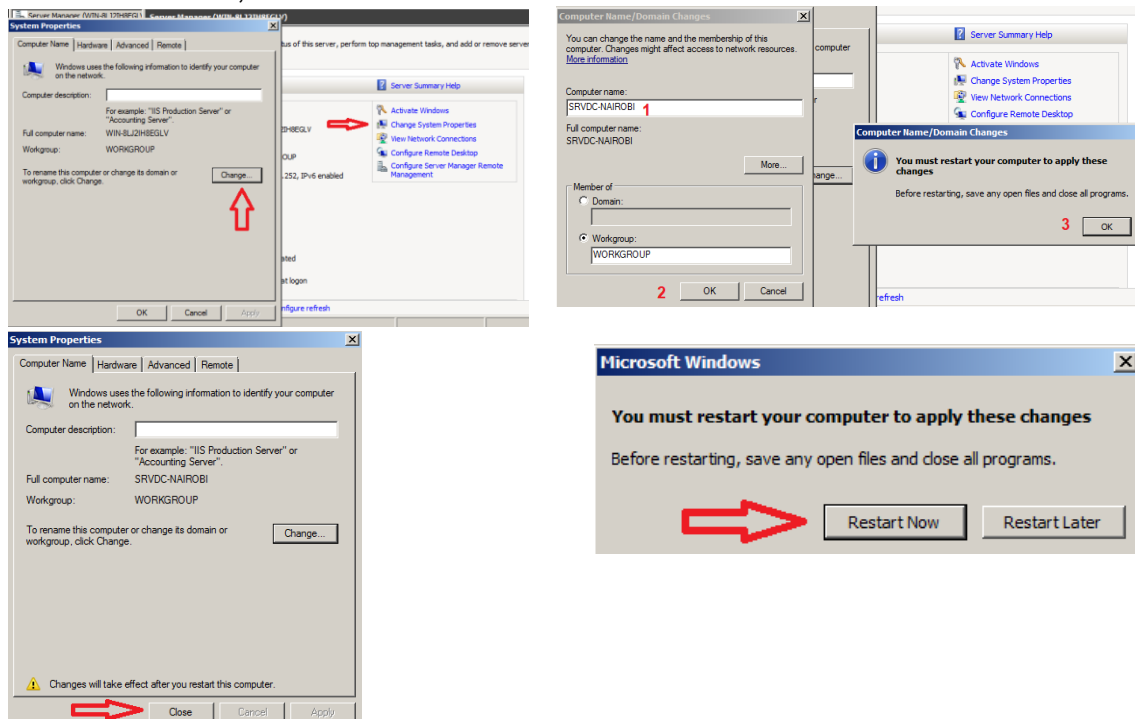 Server Manager (WIN-8LJ2IH8EGL) Server Manager (WIN-8LJ2IH8EGLV)
System Properties
Computer Name Hardware Advanced Remote
Windows uses the following information to identify your computer
on the network.
Computer description:
For example: "IIS Production Server" or
"Accounting Server".
Full computer name: WIN-8LJ2IH8EGLV
Workgroup: WORKGROUP
To rename this computer or change its domain or
workgroup, click Change.
Change...
OK Cancel Apply
tus of this server, perform top management tasks, and add or remove server
Server Summary Help
Activate Windows
Change System Properties
View Network Connections
Configure Remote Desktop
Configure Server Manager Remote
Management
2IH8EGLV
OUP
.252, IPv6 enabled
ated
at logon
nfigure refresh
Computer Name/Domain Changes
You can change the name and the membership of this
computer. Changes might affect access to network resources.
More information
Computer name:
SRVDC-NAIROBI 1
Full computer name:
SRVDC-NAIROBI
More...
Member of
Domain:
Workgroup:
WORKGROUP
2 OK Cancel
computer
r
ange...
Server Summary Help
Activate Windows
Change System Properties
View Network Connections
Configure Remote Desktop
Computer Name/Domain Changes
You must restart your computer to apply these
changes
Before restarting, save any open files and close all programs.
3 OK
refresh
System Properties
Computer Name Hardware Advanced Remote
Windows uses the following information to identify your computer
on the network.
Computer description:
For example: "IIS Production Server" or
"Accounting Server".
Full computer name: SRVDC-NAIROBI
Workgroup: WORKGROUP
To rename this computer or change its domain or
workgroup, click Change.
Change...
Changes will take effect after you restart this computer.
Close Cancel Apply
Microsoft Windows
You must restart your computer to apply these changes
Before restarting, save any open files and close all programs.
Restart Now Restart Later